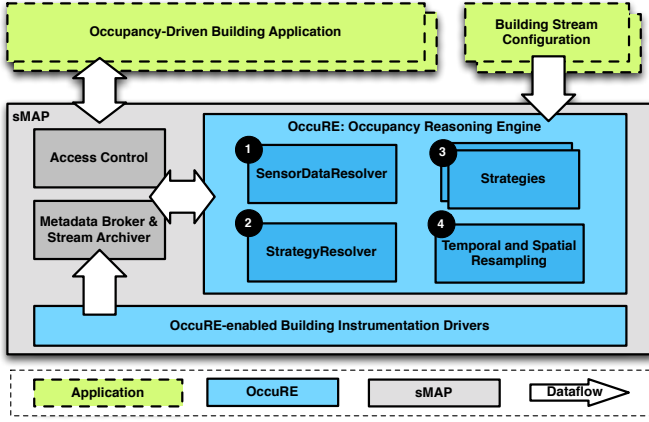 Occupancy-Driven Building Application
Building Stream
Configuration
sMAP
OccuRE: Occupancy Reasoning Engine
Access Control
1
SensorDataResolver
3
Strategies
Metadata Broker &
Stream Archiver
2
StrategyResolver
4
Temporal and Spatial
Resampling
OccuRE-enabled Building Instrumentation Drivers
Application
OccuRE
sMAP
Dataflow